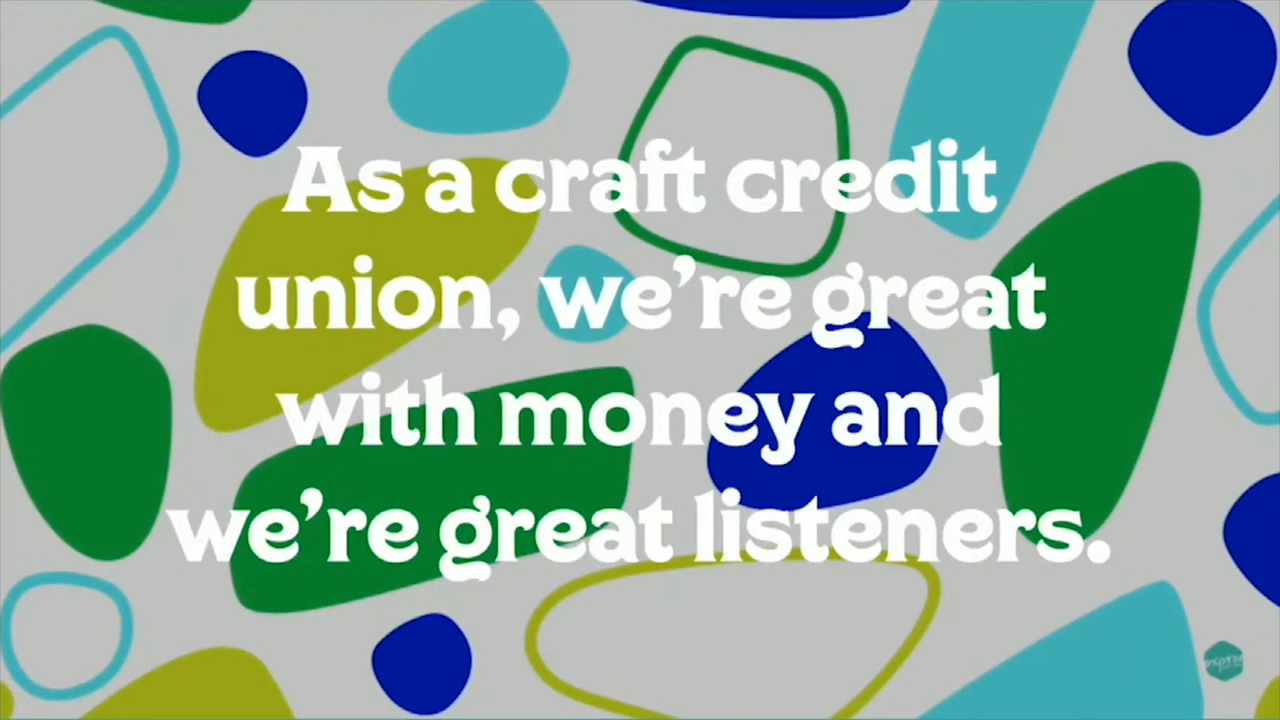 As a craft credit
union, we’re great
with money and
we’re great listeners.